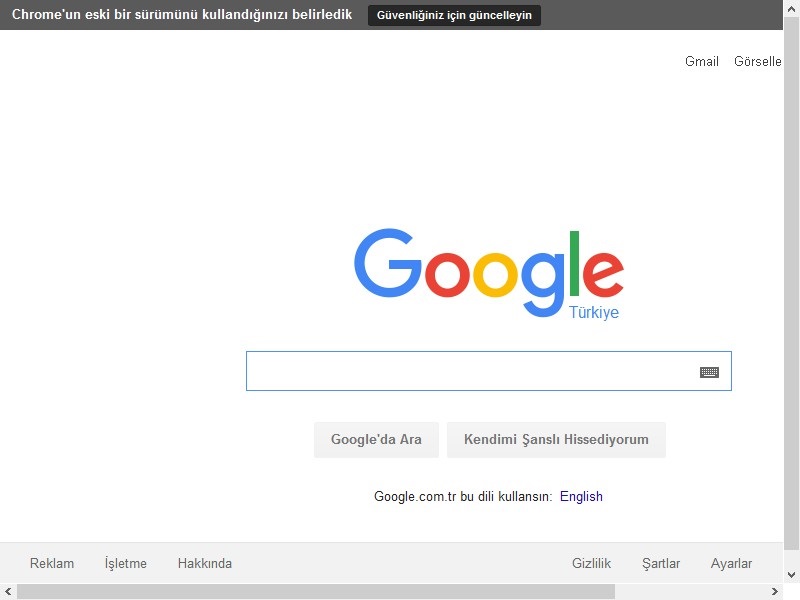 Chrome'un eski bir sürümünü kullandığınızı belirledik Güvenliğiniz için güncelleyin
Gmail Görselle
Google
Türkiye
Google'da Ara Kendimi Şanslı Hissediyorum
Google.com.tr bu dili kullansın: English
Reklam İşletme Hakkında Gizlilik Şartlar Ayarlar